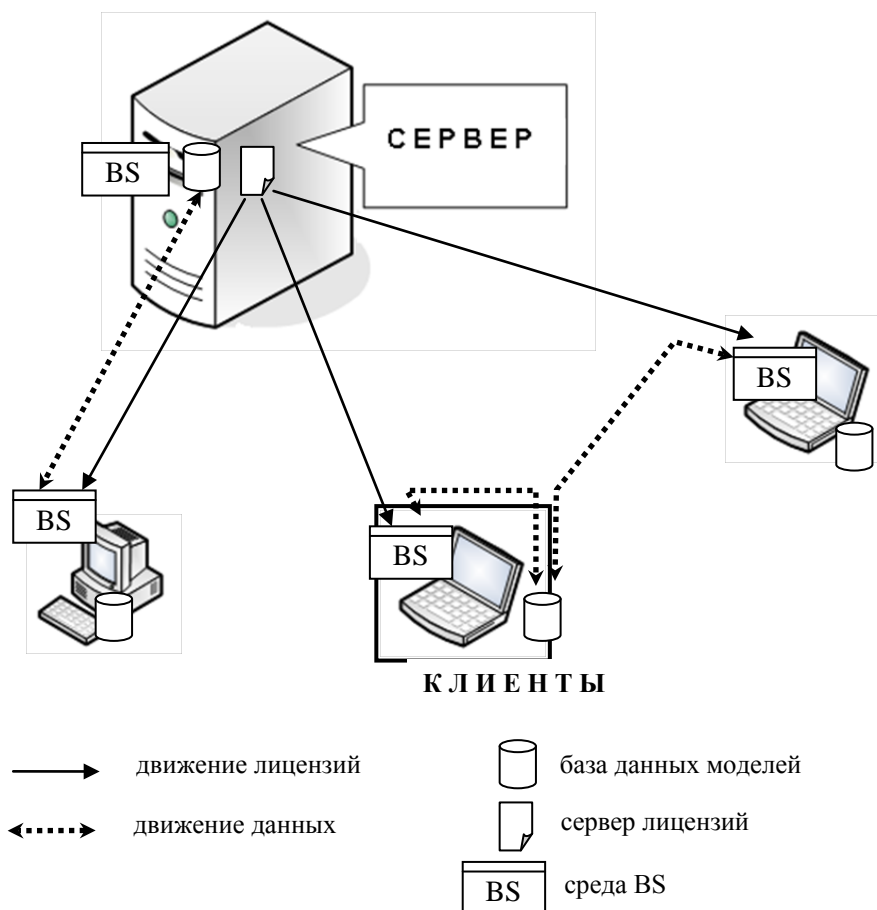 СЕРВЕР
BS
BS
BS
BS
КЛИЕНТЫ
движение лицензий
база данных моделей
движение данных
сервер лицензий
BS
среда BS